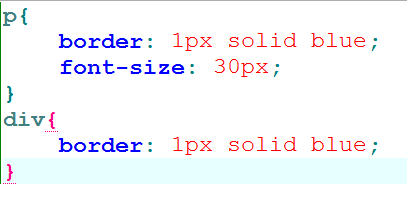 p{
    border: 1px solid blue;
    font-size: 30px;
}
div{
    border: 1px solid blue;
}